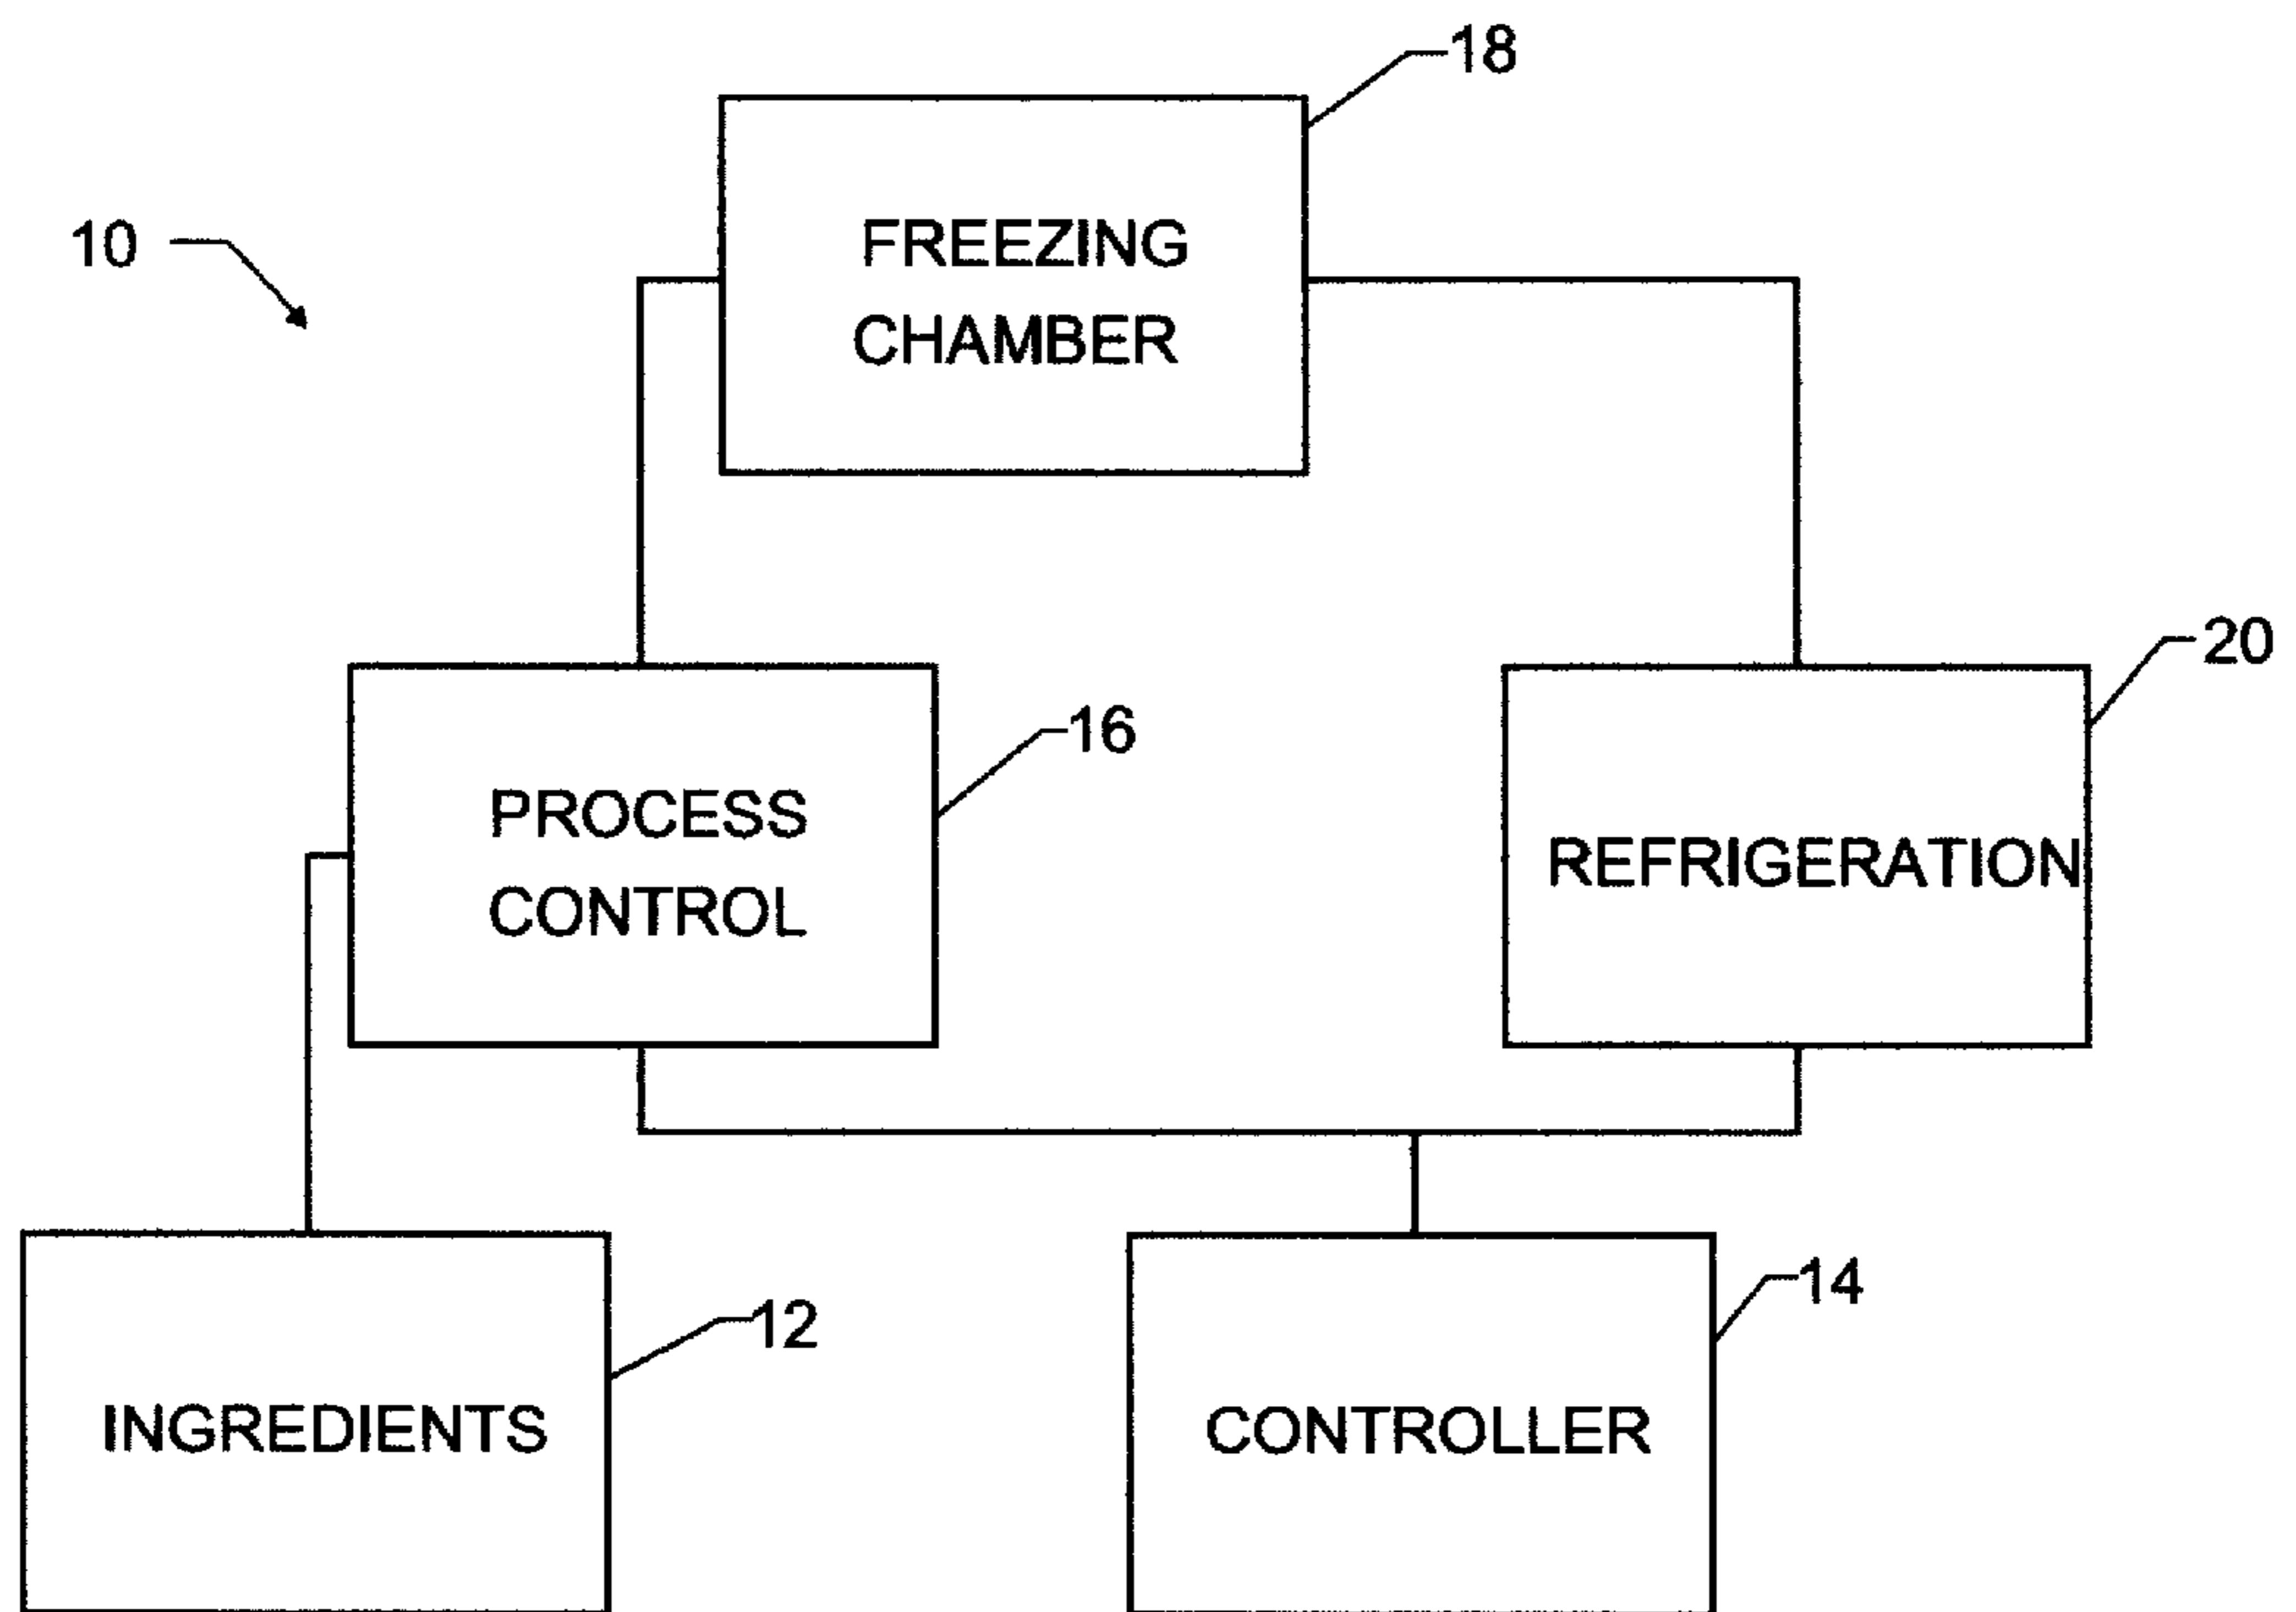 18
10
FREEZING
CHAMBER
20
16
PROCESS
CONTROL
REFRIGERATION
14
12
INGREDIENTS
CONTROLLER